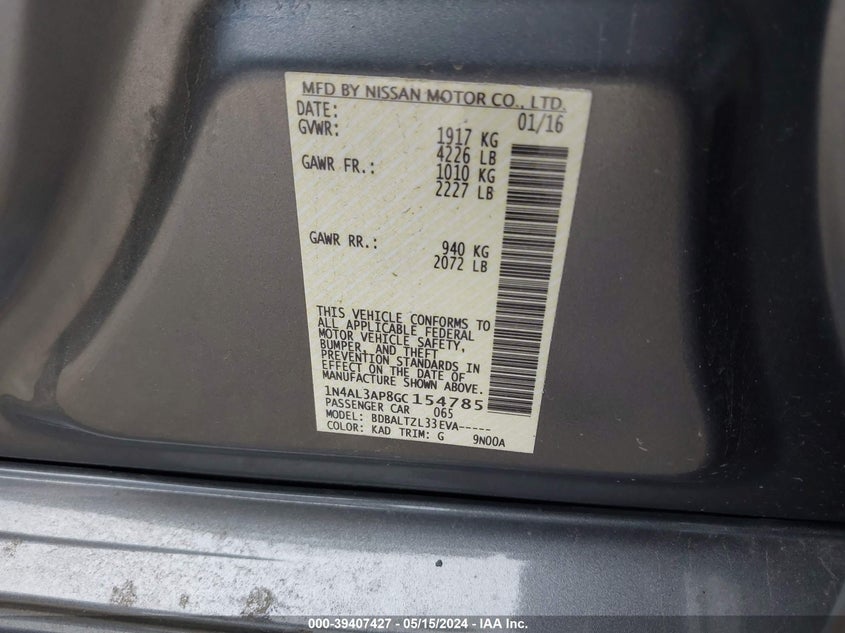 MFD BY NISSAN MOTOR CO., LTD.
DATE: 01/16
GVWR: 1917 KG
4226 LB
GAWR FR.: 1010 KG
2227 LB
GAWR RR.: 940 KG
2072 LB
THIS VEHICLE CONFORMS TO
ALL APPLICABLE FEDERAL
MOTOR VEHICLE SAFETY,
BUMPER, AND THEFT
PREVENTION STANDARDS IN
EFFECT ON THE DATE OF
MANUFACTURE SHOWN ABOVE.
1N4AL3AP8GC154785
PASSENGER CAR 065
MODEL: BDBALTZL33EVA-----
COLOR: KAD TRIM: G 9N00A
000-39407427 - 05/15/2024 - IAA Inc.